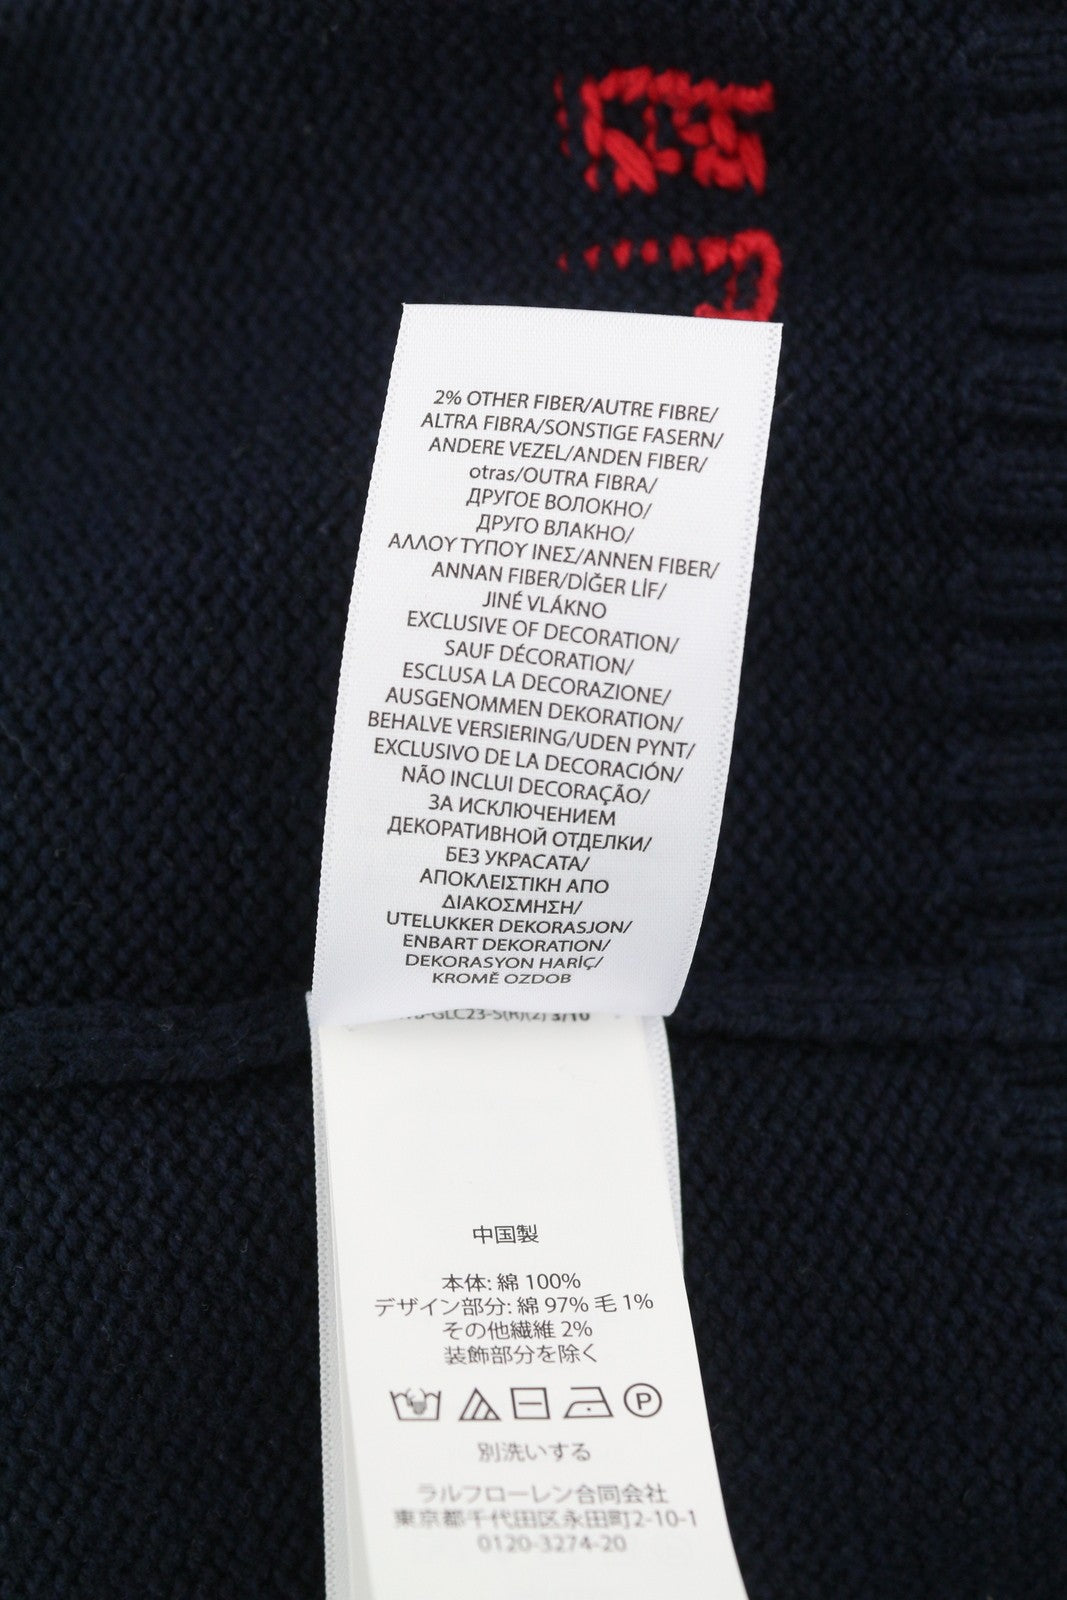 2% OTHER FIBER/AUTRE FIBRE/
ALTRA FIBRA/SONSTIGE FASERN/
ANDERE VEZEL/ANDEN FIBER/
otras/OUTRA FIBRA/
ДРУГОЕ ВОЛОКНО/
ДРУГО ВЛАКНО/
ΑΛΛΟΥ ΤΥΠΟΥ ΙΝΕΣ/ANNEN FIBER/
ANNAN FIBER/DİĞER LİF/
JINÉ VLÁKNO
EXCLUSIVE OF DECORATION/
SAUF DÉCORATION/
ESCLUSA LA DECORAZIONE/
AUSGENOMMEN DEKORATION/
BEHALVE VERSIERING/UDEN PYNT/
EXCLUSIVO DE LA DECORACIÓN/
NÃO INCLUI DECORAÇÃO/
ЗА ИСКЛЮЧЕНИЕМ
ДЕКОРАТИВНОЙ ОТДЕЛКИ/
БЕЗ УКРАСАТА/
ΑΠΟΚΛΕΙΣΤΙΚΗ ΑΠΟ
ΔΙΑΚΟΣΜΗΣΗ/
UTELUKKER DEKORASJON/
ENBART DEKORATION/
DEKORASYON HARİÇ/
KROMĚ OZDOB
3/10
中国製
本体: 綿 100%
デザイン部分: 綿 97% 毛 1%
その他繊維 2%
装飾部分を除く
P
別洗いする
ラルフローレン合同会社
東京都千代田区永田町2-10-1
0120-3274-20